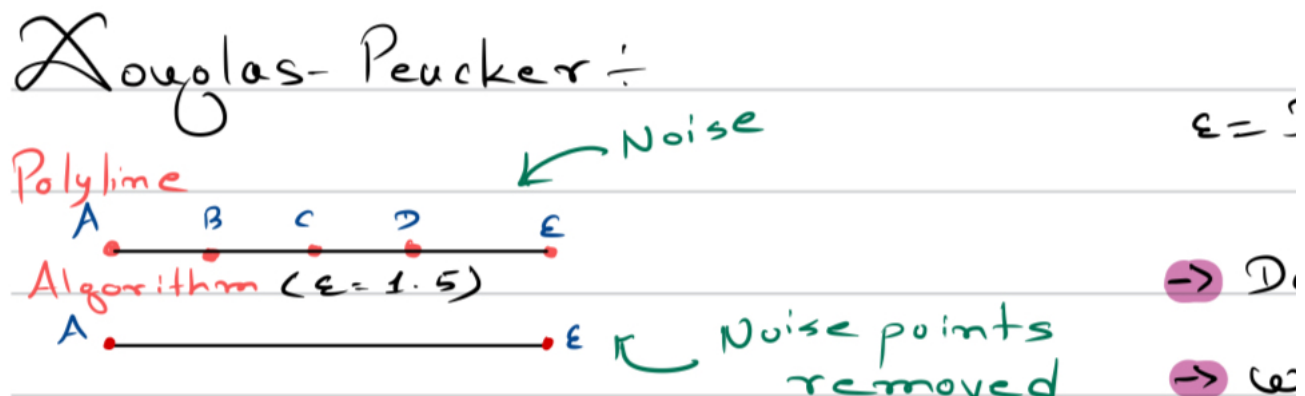 Douglas-Peucker ÷
Noise
ε =
Polyline
A B C D E
Algorithm (ε = 1.5)
A E
Noise points
removed
->
->